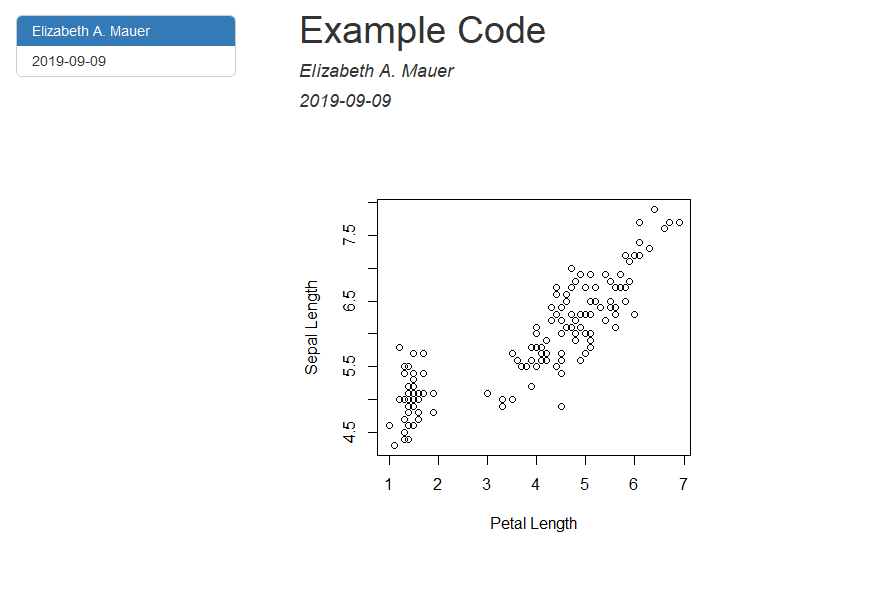 Elizabeth A. Mauer
2019-09-09
Example Code
Elizabeth A. Mauer
2019-09-09
7.5
6.5
5.5
4.5
Sepal Length
1 2 3 4 5 6 7
Petal Length